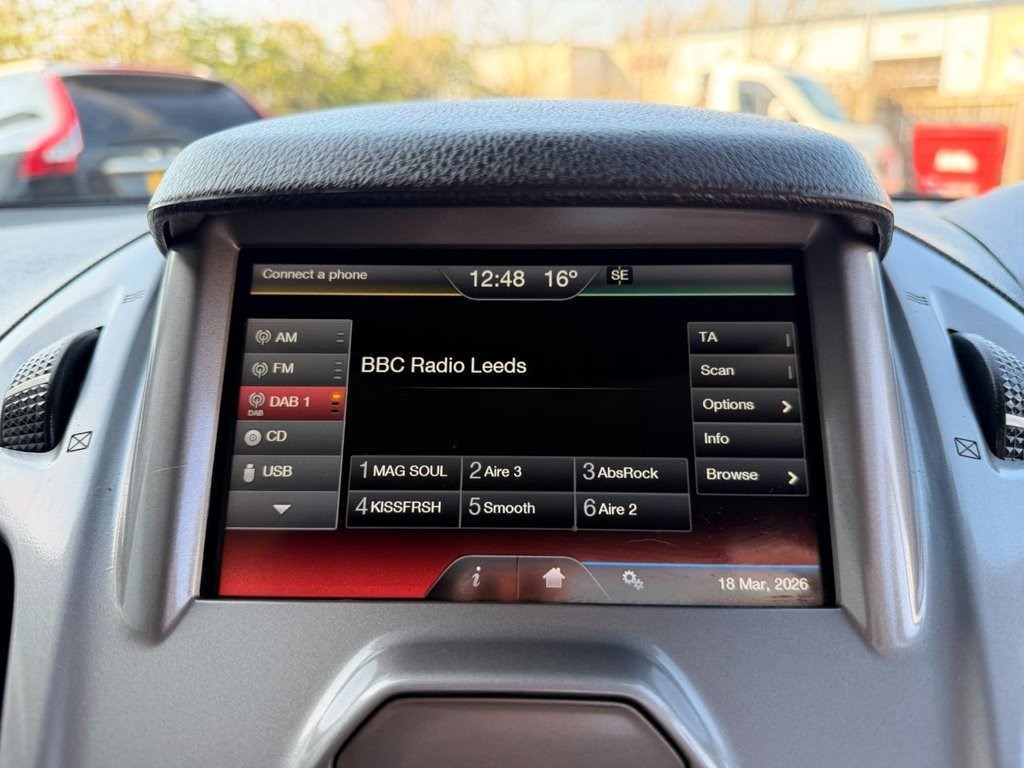 Connect a phone 12:48 16° SE
AM
FM
DAB DAB 1
CD
USB
BBC Radio Leeds
1 MAG SOUL 2 Aire 3 3 AbsRock
4 KISSFRSH 5 Smooth 6 Aire 2
TA
Scan
Options
Info
Browse
i 18 Mar, 2026